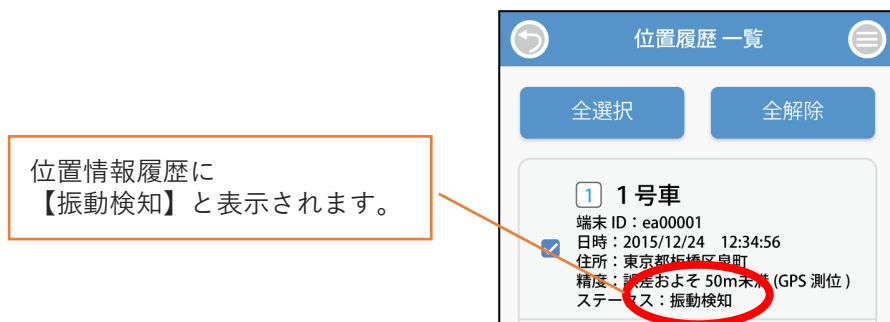 位置履歴 一覧
全選択
全解除
位置情報履歴に
【振動検知】と表示されます。
1 1号車
端末 ID：ea00001
日時：2015/12/24 12:34:56
住所：東京都板橋区泉町
精度：誤差およそ 50m未満 (GPS 測位 )
ステータス：振動検知